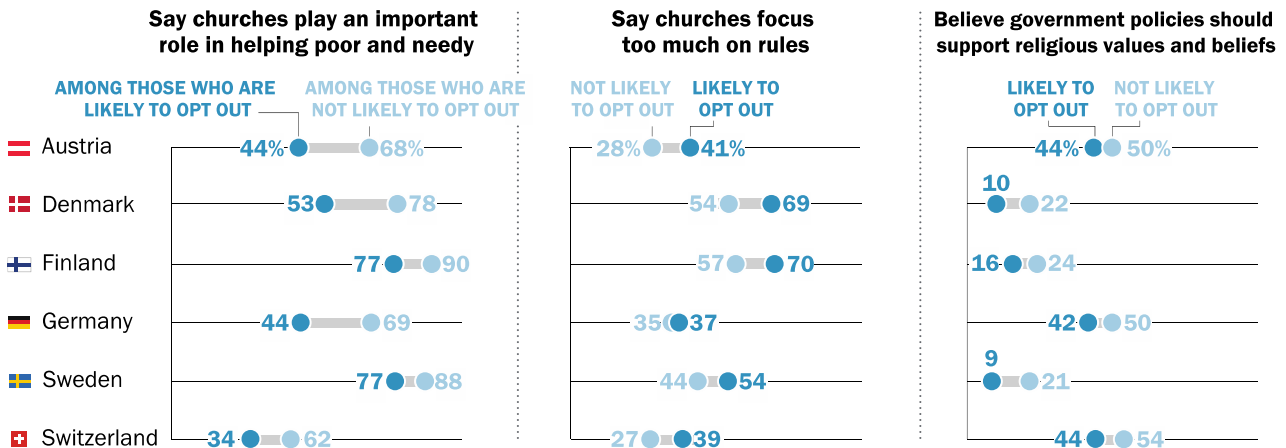 Say churches play an important
role in helping poor and needy
Say churches focus
too much on rules
Believe government policies should
support religious values and beliefs
AMONG THOSE WHO ARE
LIKELY TO OPT OUT
AMONG THOSE WHO ARE
NOT LIKELY TO OPT OUT
NOT LIKELY
TO OPT OUT
LIKELY TO
OPT OUT
LIKELY TO
OPT OUT
NOT LIKELY
TO OPT OUT
Austria 44% 68% 28% 41% 44% 50%
Denmark 53 78 54 69 10 22
Finland 77 90 57 70 16 24
Germany 44 69 35 37 42 50
Sweden 77 88 44 54 9 21
Switzerland 34 62 27 39 44 54